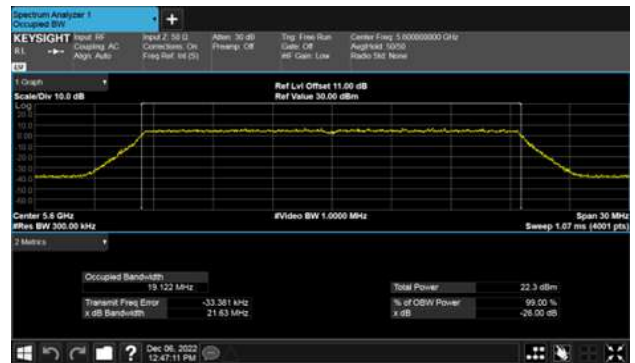 Spectrum Analyzer 1
Occupied BW
+
KEYSIGHT Input: RF
Coupling: AC
Align: Auto
Input Z: 50 Ω
Corrections: On
Freq Ref: Int (S)
Atten: 30 dB
Preamp: Off
Trig: Free Run
Gate: Off
#IF Gain: Low
Center Freq: 5.600000000 GHz
Avg|Hold: 50/50
Radio Std: None
1 Graph
Scale/Div 10.0 dB
Ref Lvl Offset 11.00 dB
Ref Value 30.00 dBm
Log
20.0
10.0
0.00
-10.0
-20.0
-30.0
-40.0
-50.0
-60.0
Center 5.6 GHz
#Res BW 300.00 kHz
#Video BW 1.0000 MHz
Span 30 MHz
Sweep 1.07 ms (4001 pts)
2 Metrics
Occupied Bandwidth
19.122 MHz
Transmit Freq Error -33.381 kHz
x dB Bandwidth 21.63 MHz
Total Power 22.3 dBm
% of OBW Power 99.00 %
x dB -26.00 dB
?
Dec 06, 2022
12:47:11 PM